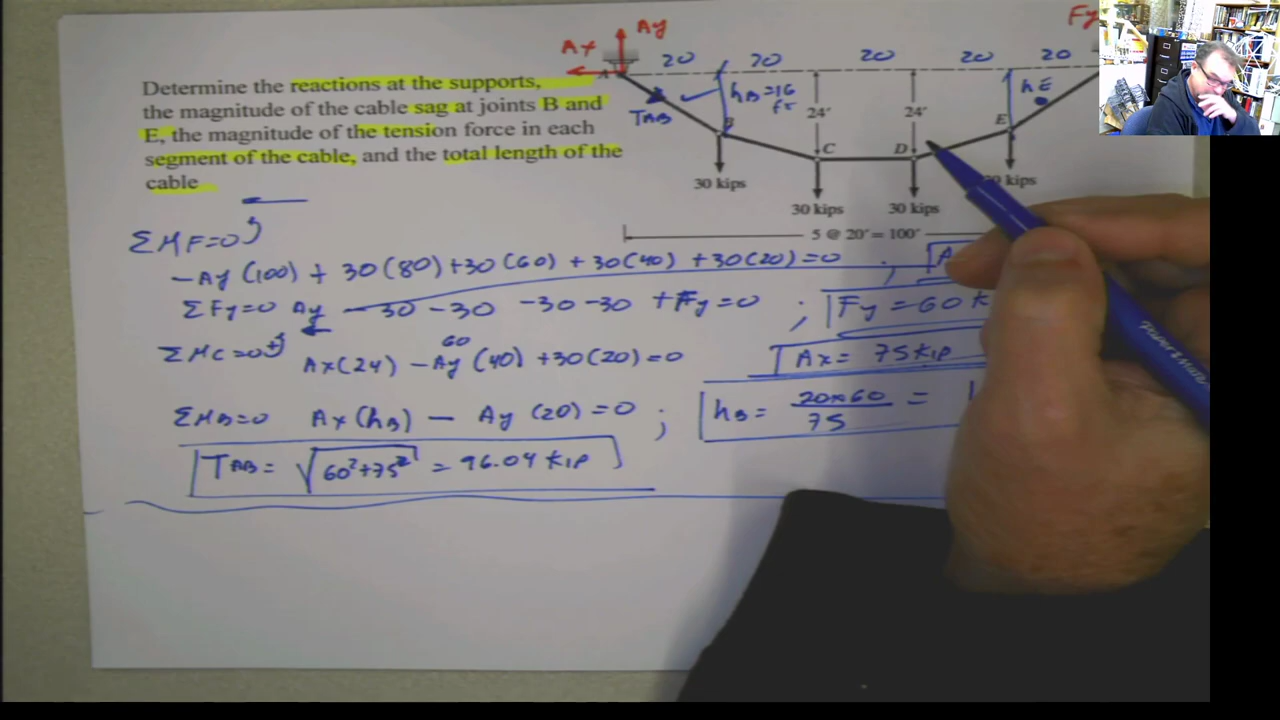 Ay
Ax
Fy
20 20 20 20 20
A
Determine the reactions at the supports,
the magnitude of the cable sag at joints B and
E, the magnitude of the tension force in each
segment of the cable, and the total length of the
cable
TAB
hB=16
ft
24'
24'
hE
B
C
D
E
30 kips
30 kips
30 kips
kips
5 @ 20' = 100'
ΣMF=0
-Ay (100) + 30(80) +30(60) +30(40) +30(20)=0 ; A
ΣFy=0 Ay -30 -30 -30 -30 +Fy=0 ; Fy = 60 K
ΣMC=0 Ax(24) -Ay (40) +30(20)=0 Ax= 75 KIP
60
ΣMB=0 Ax(hB) - Ay (20) =0 ; hB= 20×60 / 75 =
TAB= √60²+75² = 96.04 KIP
PaperMate